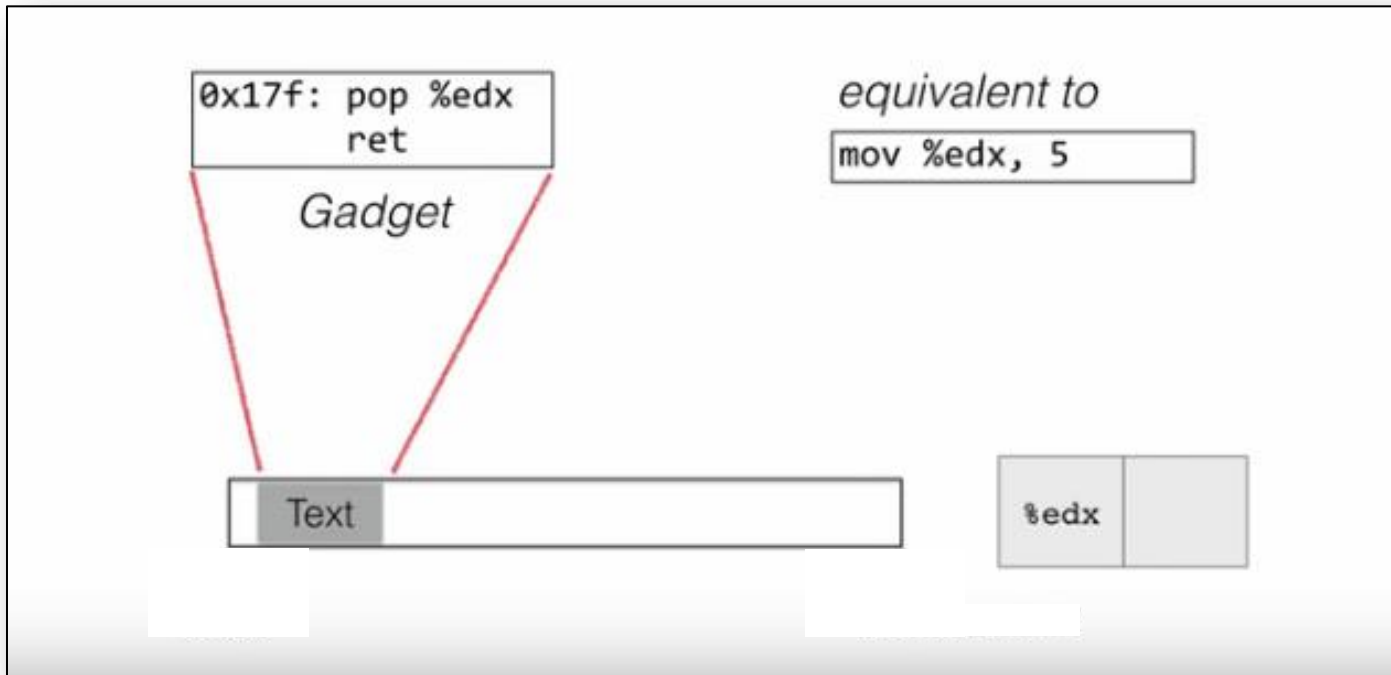 0x17f: pop %edx
ret
Gadget
equivalent to
mov %edx, 5
Text
%edx